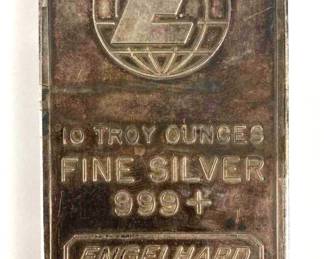 E
10 TROY OUNCES
FINE SILVER
999+
ENGELHARD